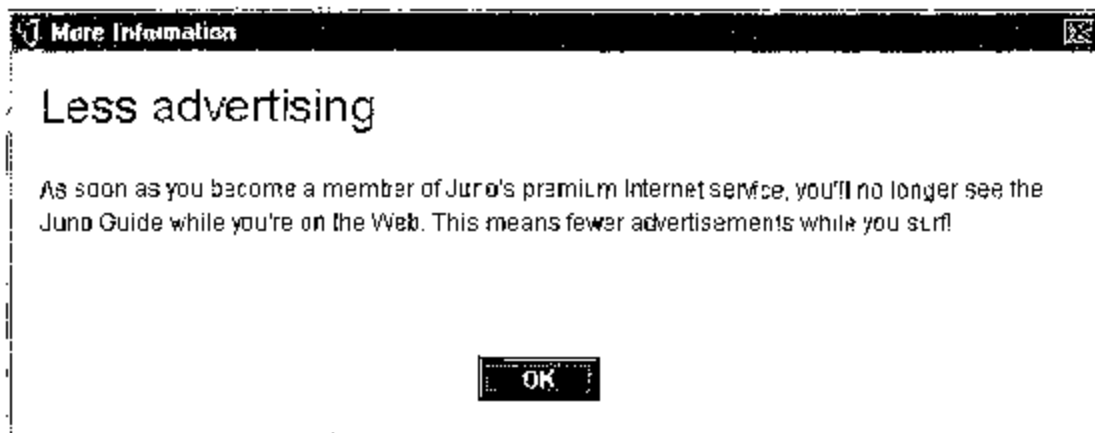 More Information
Less advertising
As soon as you become a member of Juno's premium Internet service, you'll no longer see the
Juno Guide while you're on the Web. This means fewer advertisements while you surf!
OK